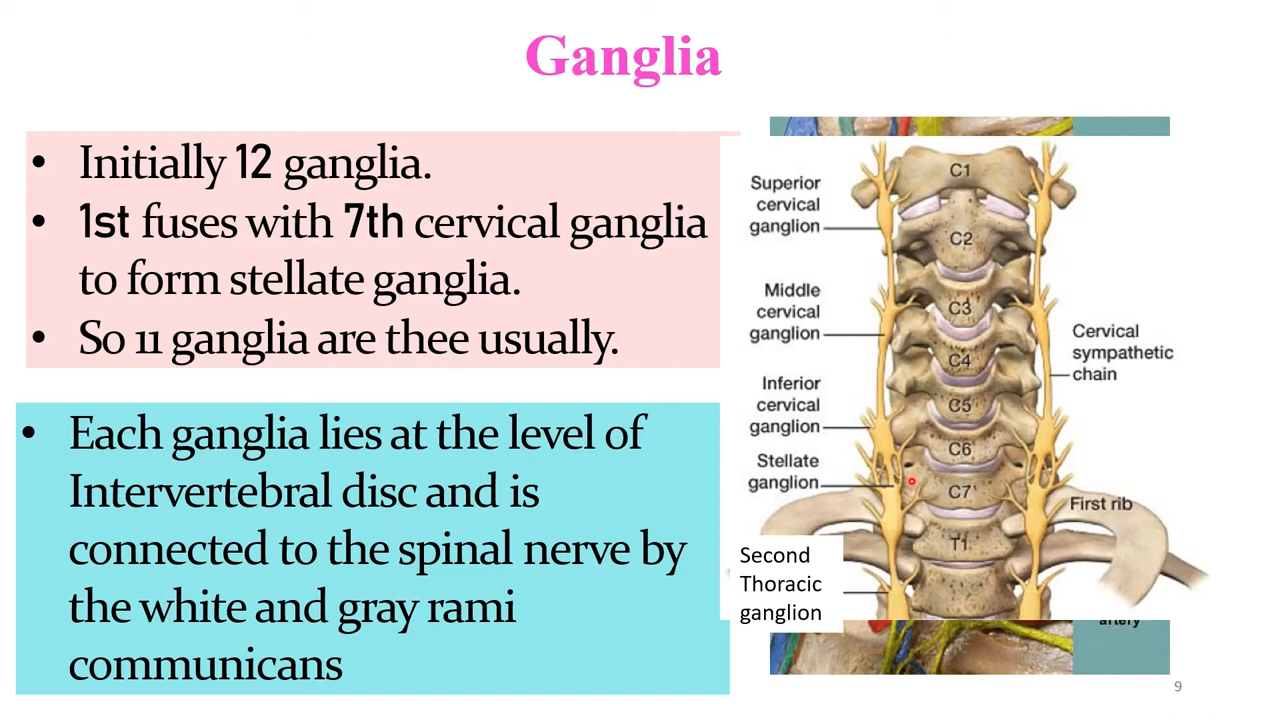 Ganglia
• Initially 12 ganglia.
• 1st fuses with 7th cervical ganglia
to form stellate ganglia.
• So 11 ganglia are thee usually.
• Each ganglia lies at the level of
Intervertebral disc and is
connected to the spinal nerve by
the white and gray rami
communicans
Superior
cervical
ganglion
Middle
cervical
ganglion
Inferior
cervical
ganglion
Stellate
ganglion
Second
Thoracic
ganglion
C1
C2
C3
C4
C5
C6
C7
T1
Cervical
sympathetic
chain
First rib
artery
9